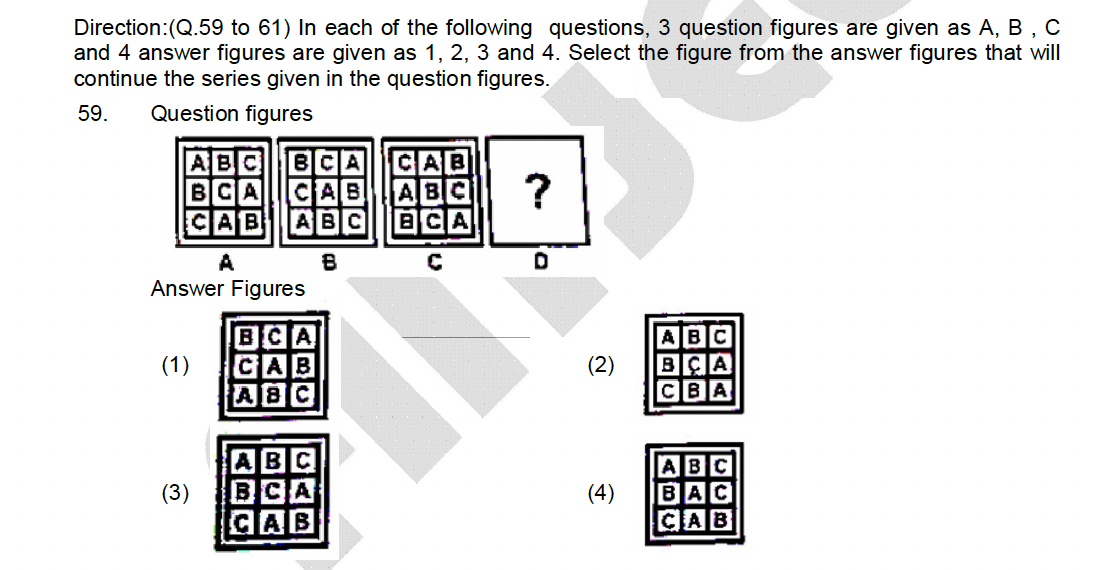 Direction:(Q.59 to 61) In each of the following questions, 3 question figures are given as A, B , C
and 4 answer figures are given as 1, 2, 3 and 4. Select the figure from the answer figures that will
continue the series given in the question figures.
59. Question figures
A B C B C A C A B
B C A C A B A B C ?
C A B A B C B C A
A B C D
Answer Figures
B C A A B C
(1) C A B (2) B C A
A B C C B A
A B C A B C
(3) B C A (4) B A C
C A B C A B